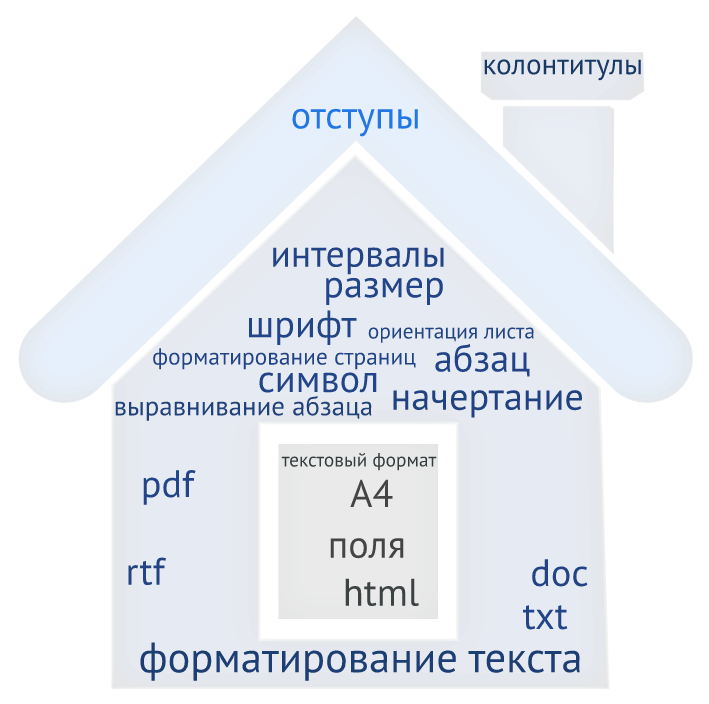 колонтитулы
отступы
интервалы
размер
шрифт
ориентация листа
форматирование страниц
абзац
символ
начертание
выравнивание абзаца
текстовый формат
pdf
А4
поля
rtf
doc
html
txt
форматирование текста